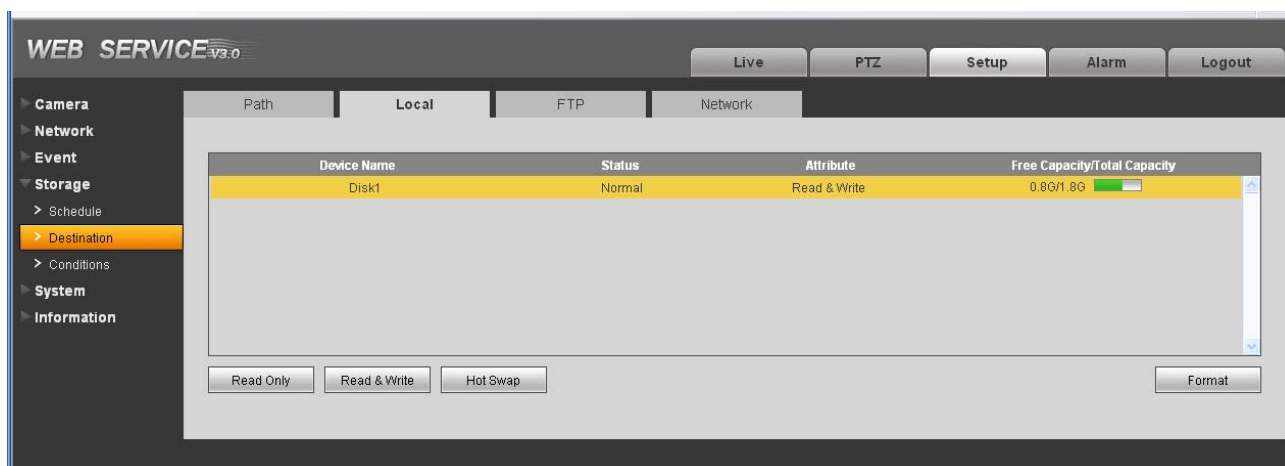 WEB SERVICE V3.0
Live PTZ Setup Alarm Logout
Camera
Network
Event
Storage
> Schedule
> Destination
> Conditions
System
Information
Path Local FTP Network
Device Name Status Attribute Free Capacity/Total Capacity
Disk1 Normal Read & Write 0.8G/1.8G
Read Only Read & Write Hot Swap Format